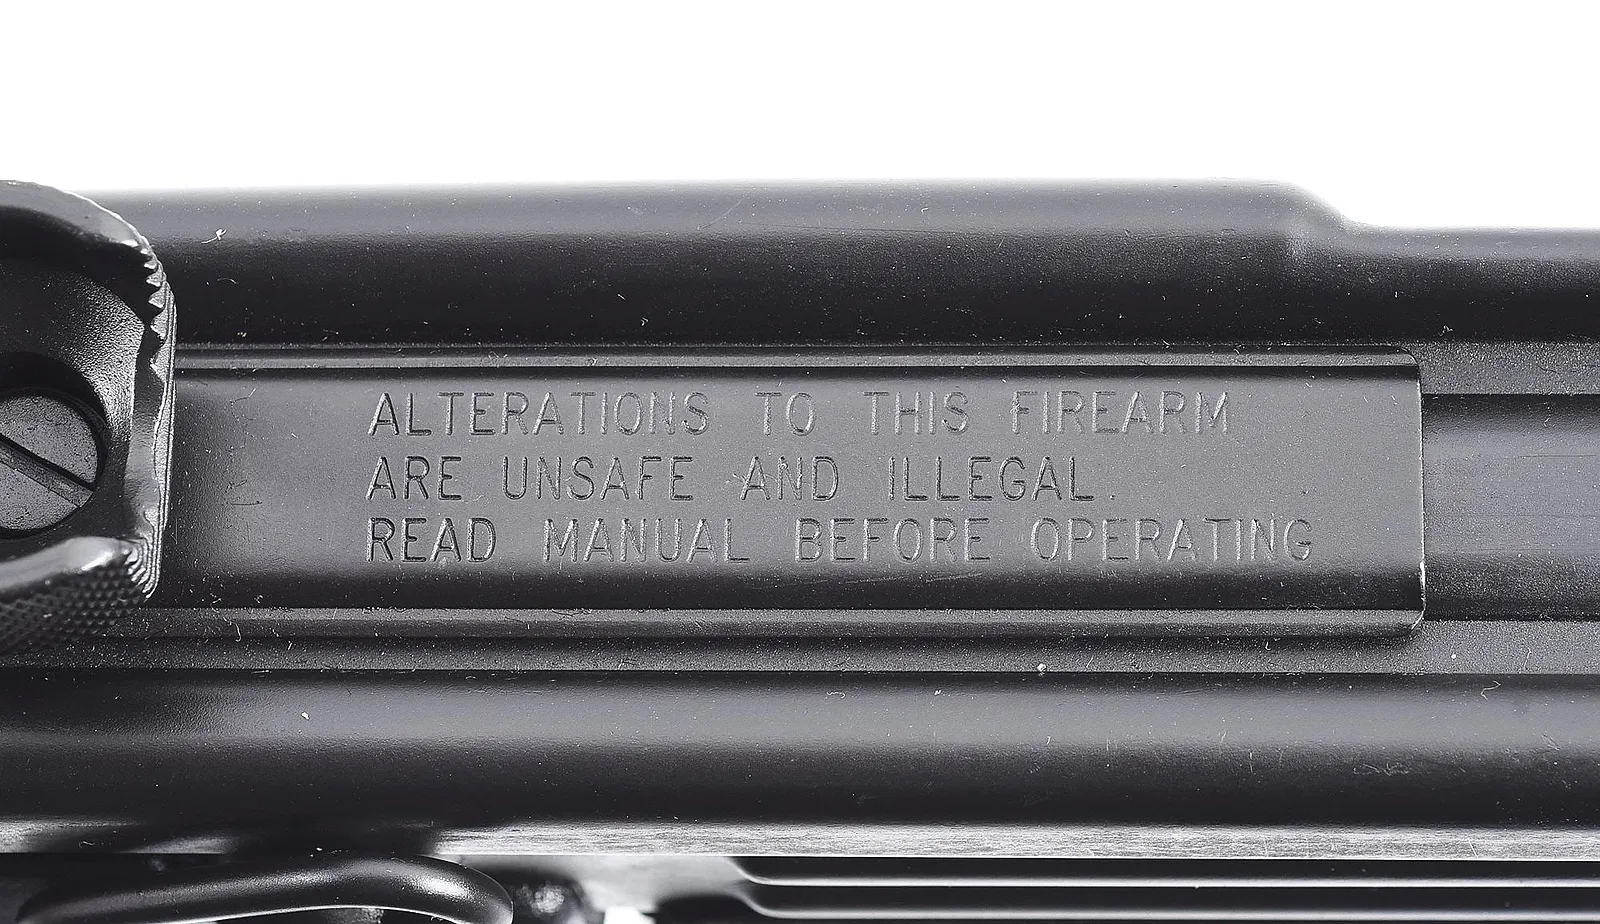 ALTERATIONS TO THIS FIREARM
ARE UNSAFE AND ILLEGAL.
READ MANUAL BEFORE OPERATING